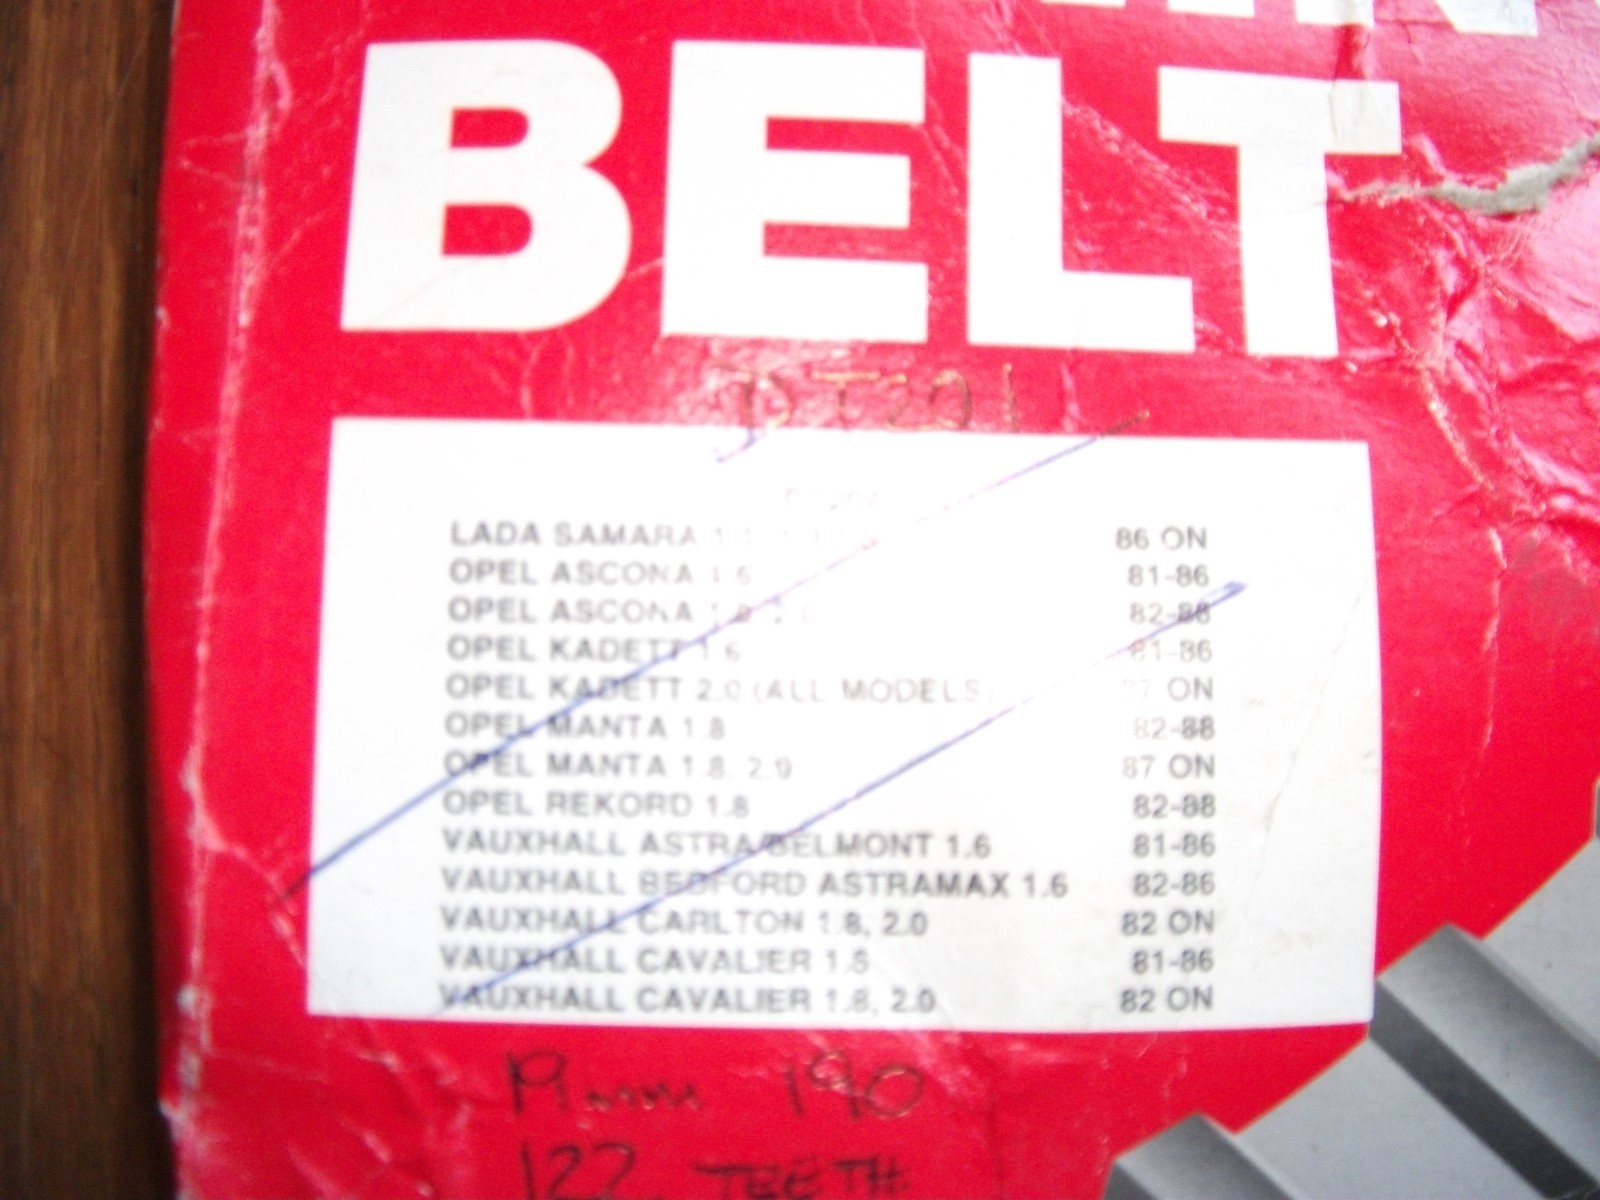 BELT
DT201
LADA SAMARA 86 ON
OPEL ASCONA 1.6 81-86
OPEL ASCONA 82-88
OPEL KADETT 1.6 81-86
OPEL KADETT 2.0 (ALL MODELS) 87 ON
OPEL MANTA 1.8 82-88
OPEL MANTA 1.8, 2.0 87 ON
OPEL REKORD 1.8 82-88
VAUXHALL ASTRA/BELMONT 1.6 81-86
VAUXHALL BEDFORD ASTRAMAX 1.6 82-86
VAUXHALL CARLTON 1.8, 2.0 82 ON
VAUXHALL CAVALIER 81-86
VAUXHALL CAVALIER 1.8, 2.0 82 ON
190
122 TEETH